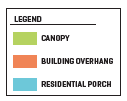 LEGEND
CANOPY
BUILDING OVERHANG
RESIDENTIAL PORCH